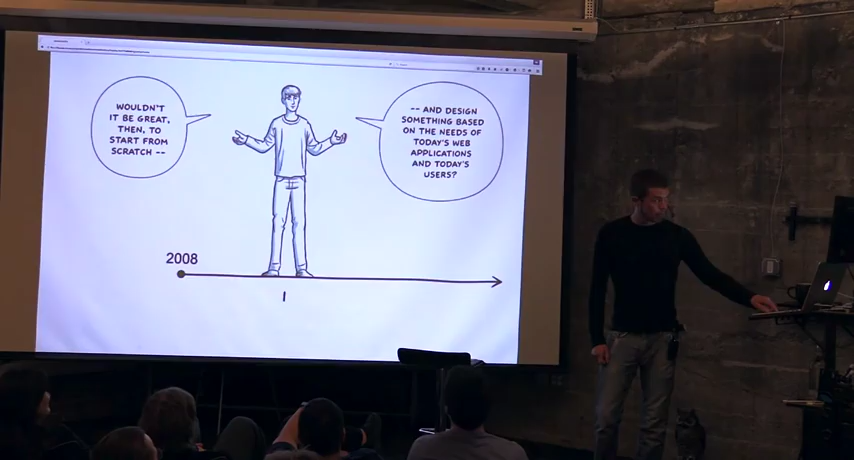 WOULDN'T
IT BE GREAT,
THEN, TO
START FROM
SCRATCH --
-- AND DESIGN
SOMETHING BASED
ON THE NEEDS OF
TODAY'S WEB
APPLICATIONS
AND TODAY'S
USERS?
2008